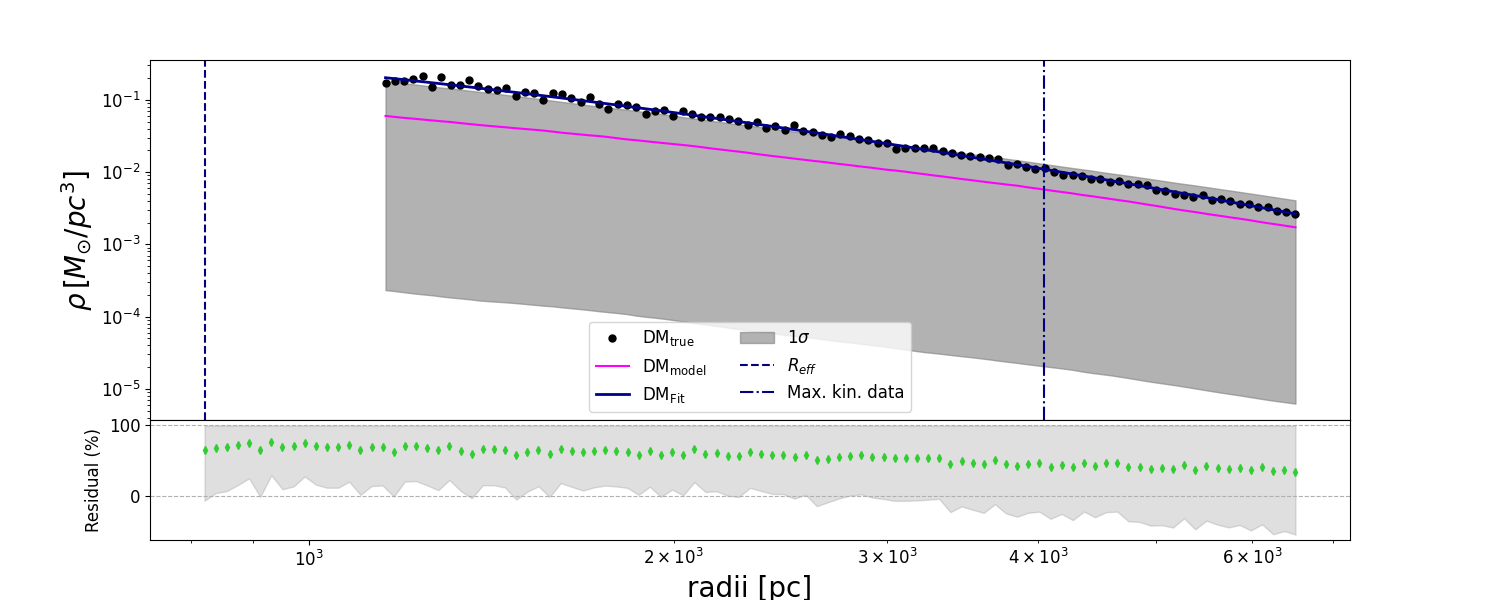 ρ [M⊙/pc³]
10⁻¹
10⁻²
10⁻³
10⁻⁴
10⁻⁵
DM_true
DM_model
DM_Fit
1σ
R_eff
Max. kin. data
Residual (%)
100
0
10³
2 × 10³
3 × 10³
4 × 10³
6 × 10³
radii [pc]